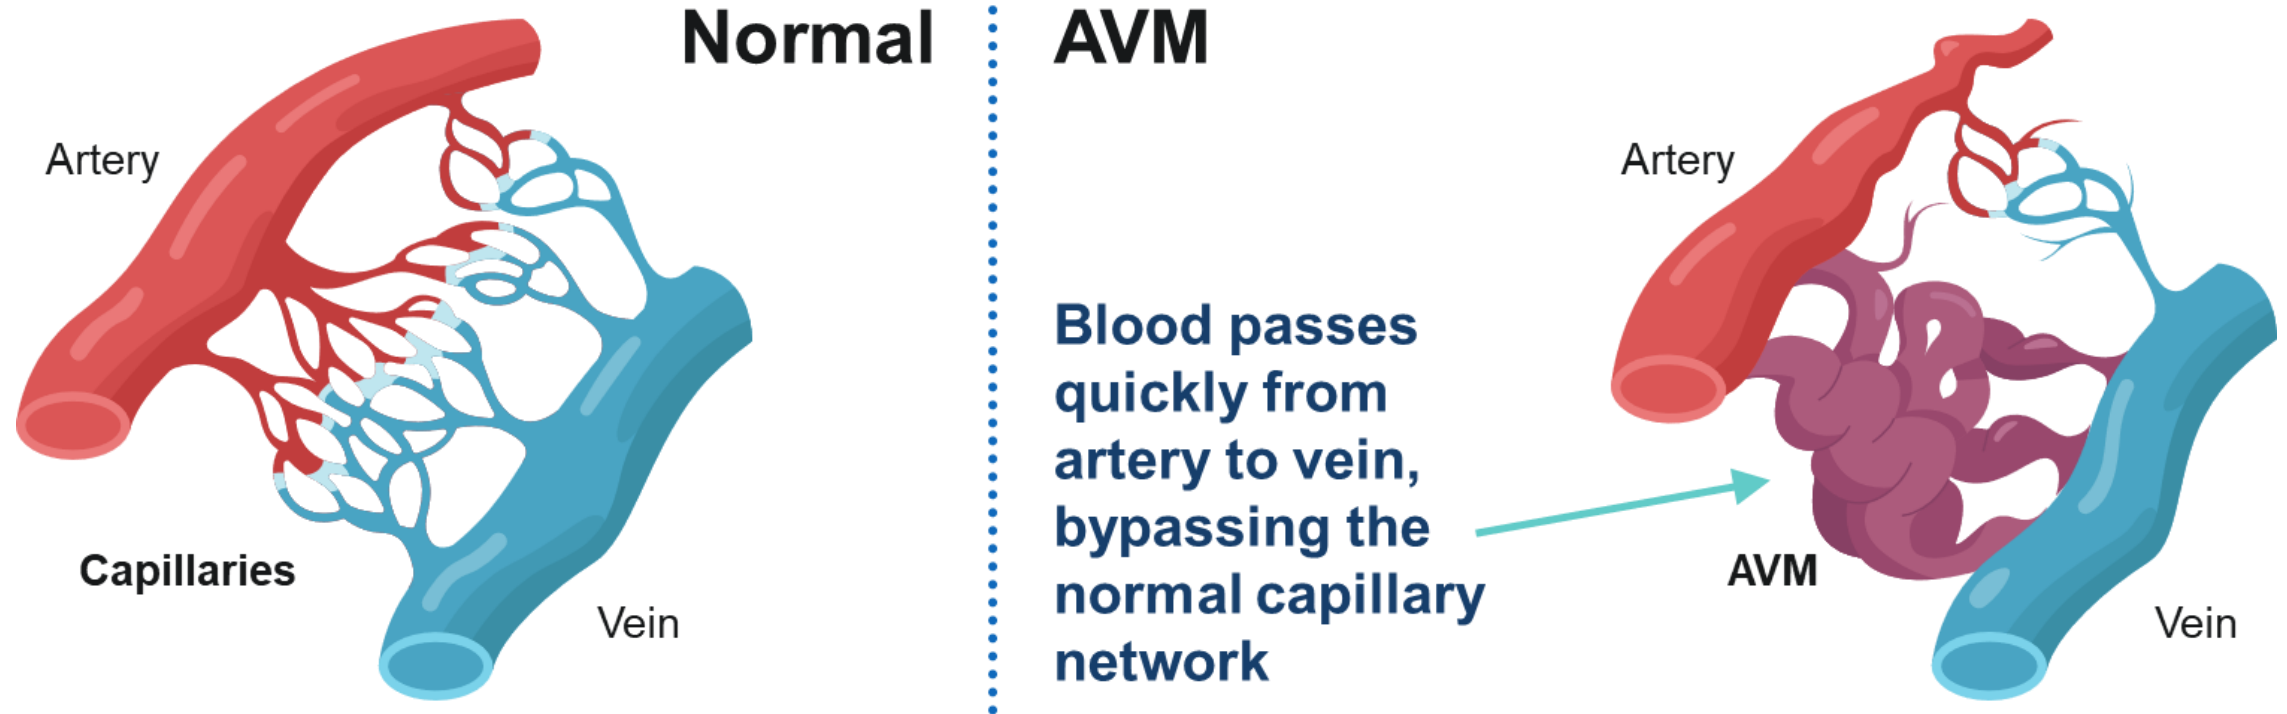 Normal
Artery
Capillaries
Vein
AVM
Artery
Blood passes
quickly from
artery to vein,
bypassing the
normal capillary
network
AVM
Vein